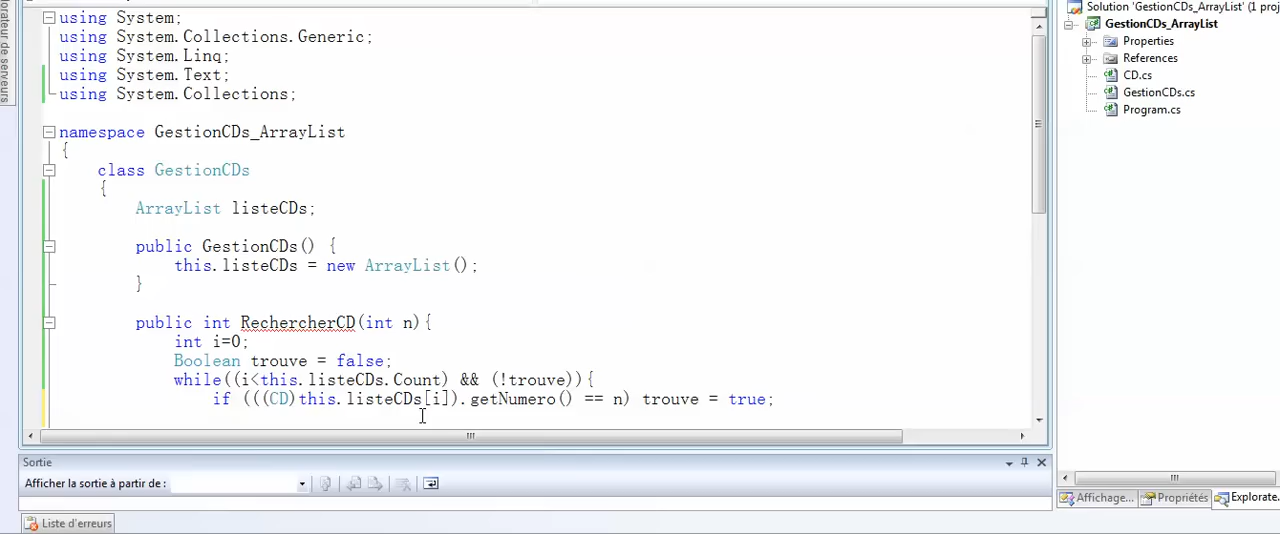 orateur de serveurs
using System;
using System.Collections.Generic;
using System.Linq;
using System.Text;
using System.Collections;
namespace GestionCDs_ArrayList
{
class GestionCDs
{
ArrayList listeCDs;
public GestionCDs() {
this.listeCDs = new ArrayList();
}
public int RechercherCD(int n){
int i=0;
Boolean trouve = false;
while((i<this.listeCDs.Count) && (!trouve)){
if (((CD)this.listeCDs[i]).getNumero() == n) trouve = true;
Solution 'GestionCDs_ArrayList' (1 proj
GestionCDs_ArrayList
Properties
References
CD.cs
GestionCDs.cs
Program.cs
Affichage...
Propriétés
Explorate.
Sortie
Afficher la sortie à partir de :
Liste d'erreurs